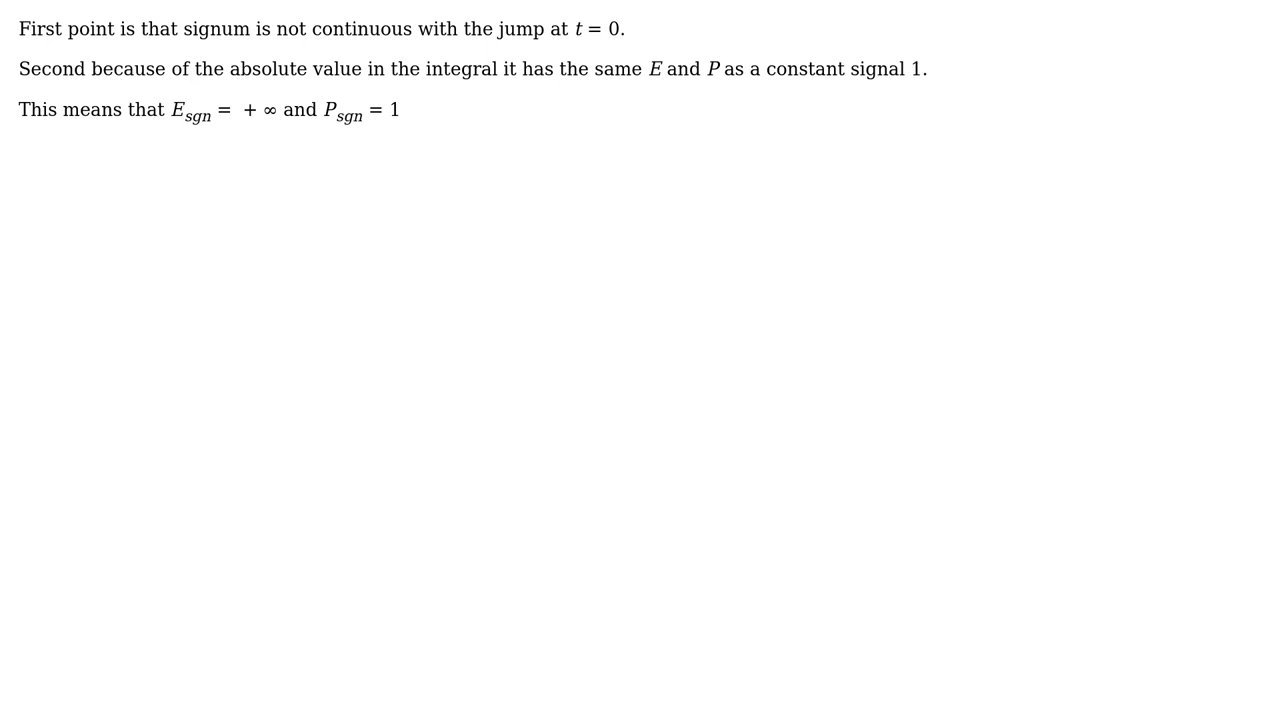 First point is that signum is not continuous with the jump at t = 0.
Second because of the absolute value in the integral it has the same E and P as a constant signal 1.
This means that E_sgn = + ∞ and P_sgn = 1